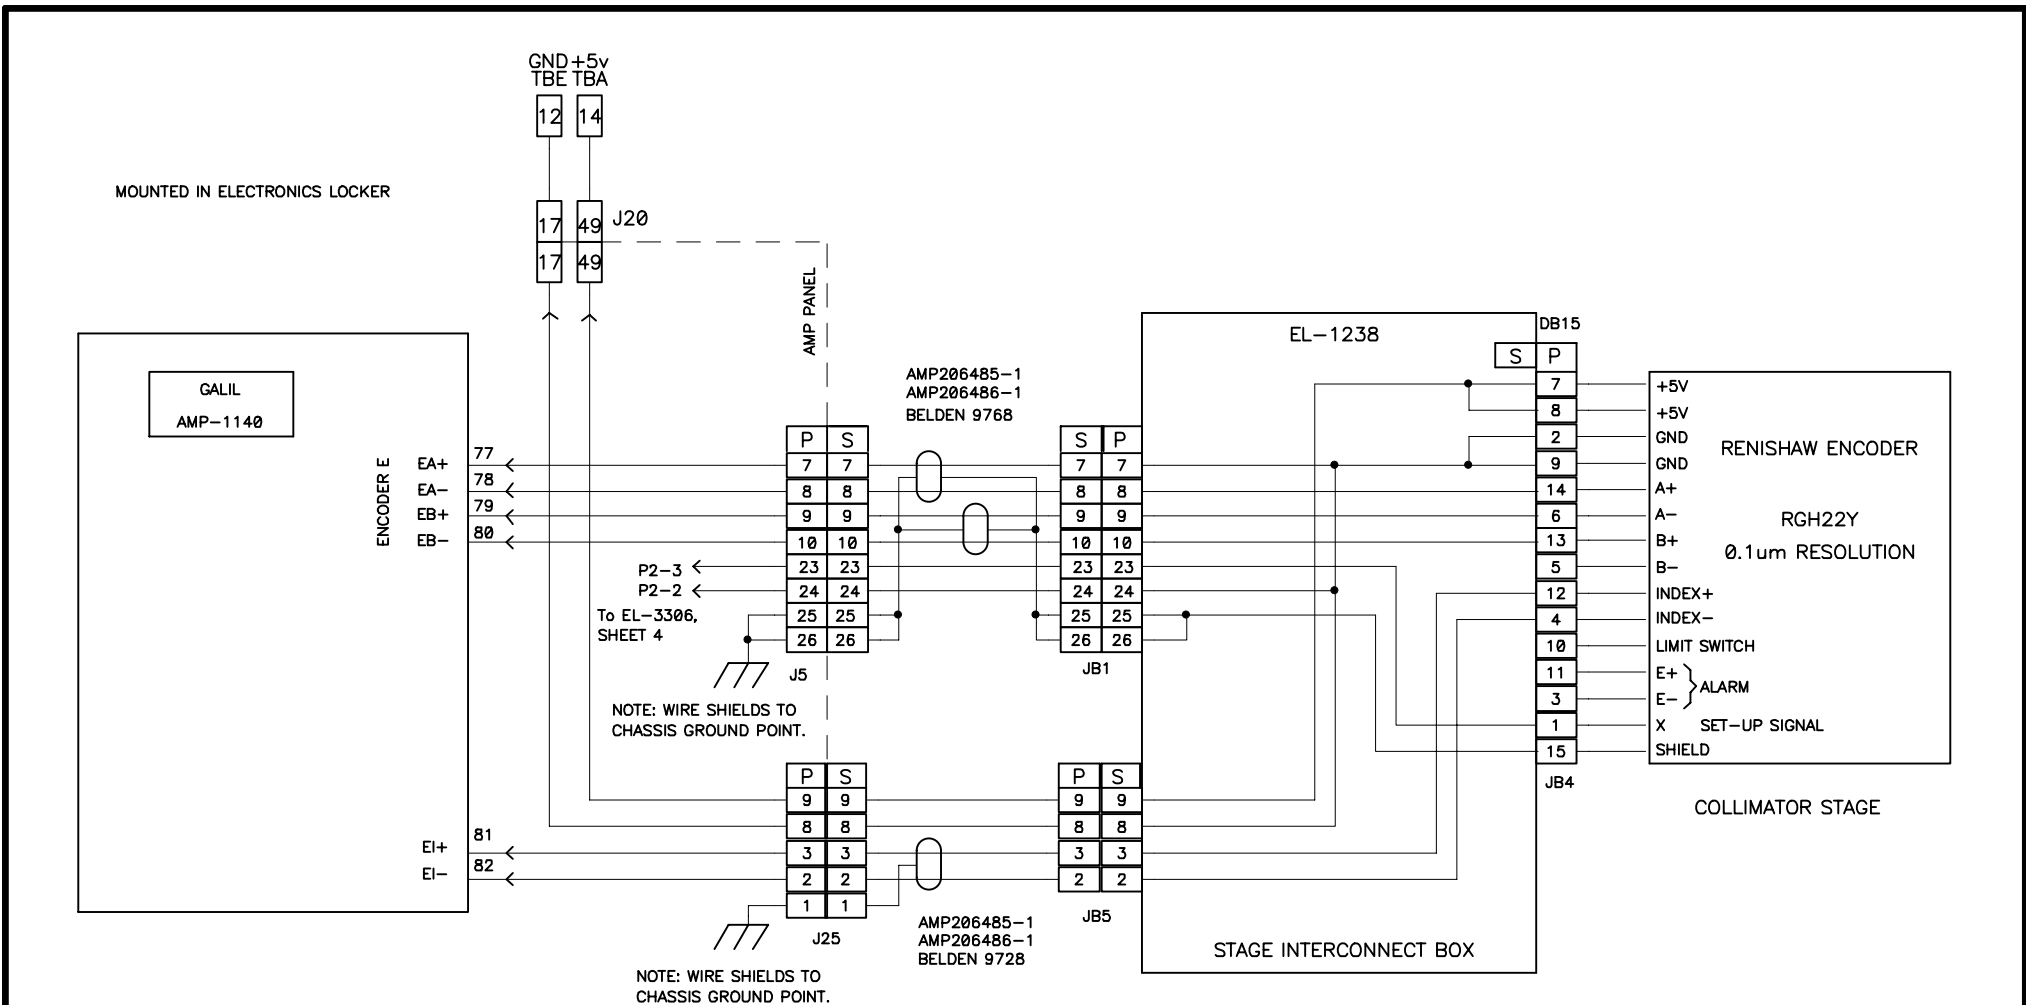 GND +5v
TBE TBA
12 14
MOUNTED IN ELECTRONICS LOCKER
17 49 J20
17 49
AMP PANEL
GALIL
AMP-1140
ENCODER E
EA+ 77
EA- 78
EB+ 79
EB- 80
P2-3
P2-2
To EL-3306,
SHEET 4
P S
7 7
8 8
9 9
10 10
23 23
24 24
25 25
26 26
J5
NOTE: WIRE SHIELDS TO
CHASSIS GROUND POINT.
AMP206485-1
AMP206486-1
BELDEN 9768
S P
7 7
8 8
9 9
10 10
23 23
24 24
25 25
26 26
JB1
EL-1238
DB15
S P
7 +5V
8 +5V
2 GND
9 GND
14 A+
6 A-
13 B+
5 B-
12 INDEX+
4 INDEX-
10 LIMIT SWITCH
11 E+
ALARM
3 E-
1 X SET-UP SIGNAL
15 SHIELD
JB4
RENISHAW ENCODER
RGH22Y
0.1um RESOLUTION
COLLIMATOR STAGE
EI+ 81
EI- 82
P S
9 9
8 8
3 3
2 2
1 1
J25
NOTE: WIRE SHIELDS TO
CHASSIS GROUND POINT.
AMP206485-1
AMP206486-1
BELDEN 9728
P S
9 9
8 8
3 3
2 2
JB5
STAGE INTERCONNECT BOX